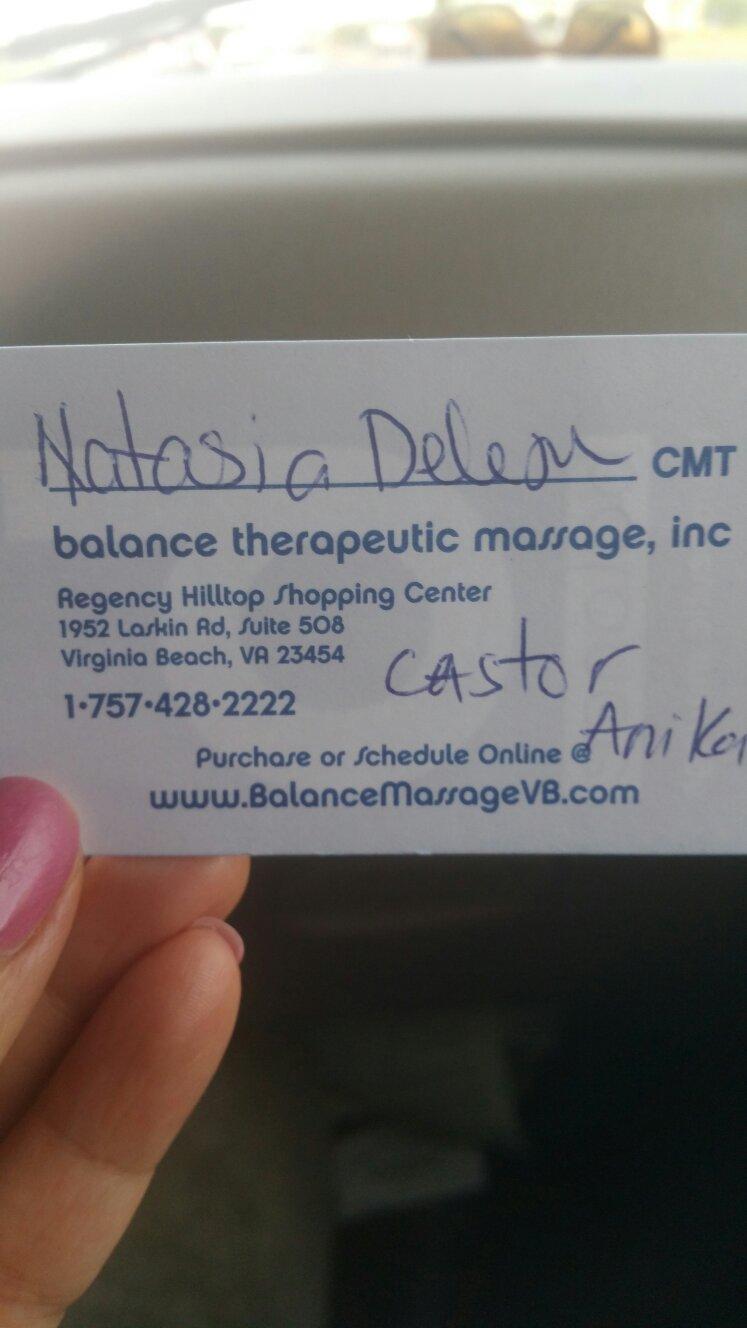 Natasia Deleon CMT
balance therapeutic massage, inc
Regency Hilltop Shopping Center
1952 Laskin Rd, Suite 508
Virginia Beach, VA 23454
castor
1•757•428•2222
Anika
Purchase or Schedule Online @
www.BalanceMassageVB.com